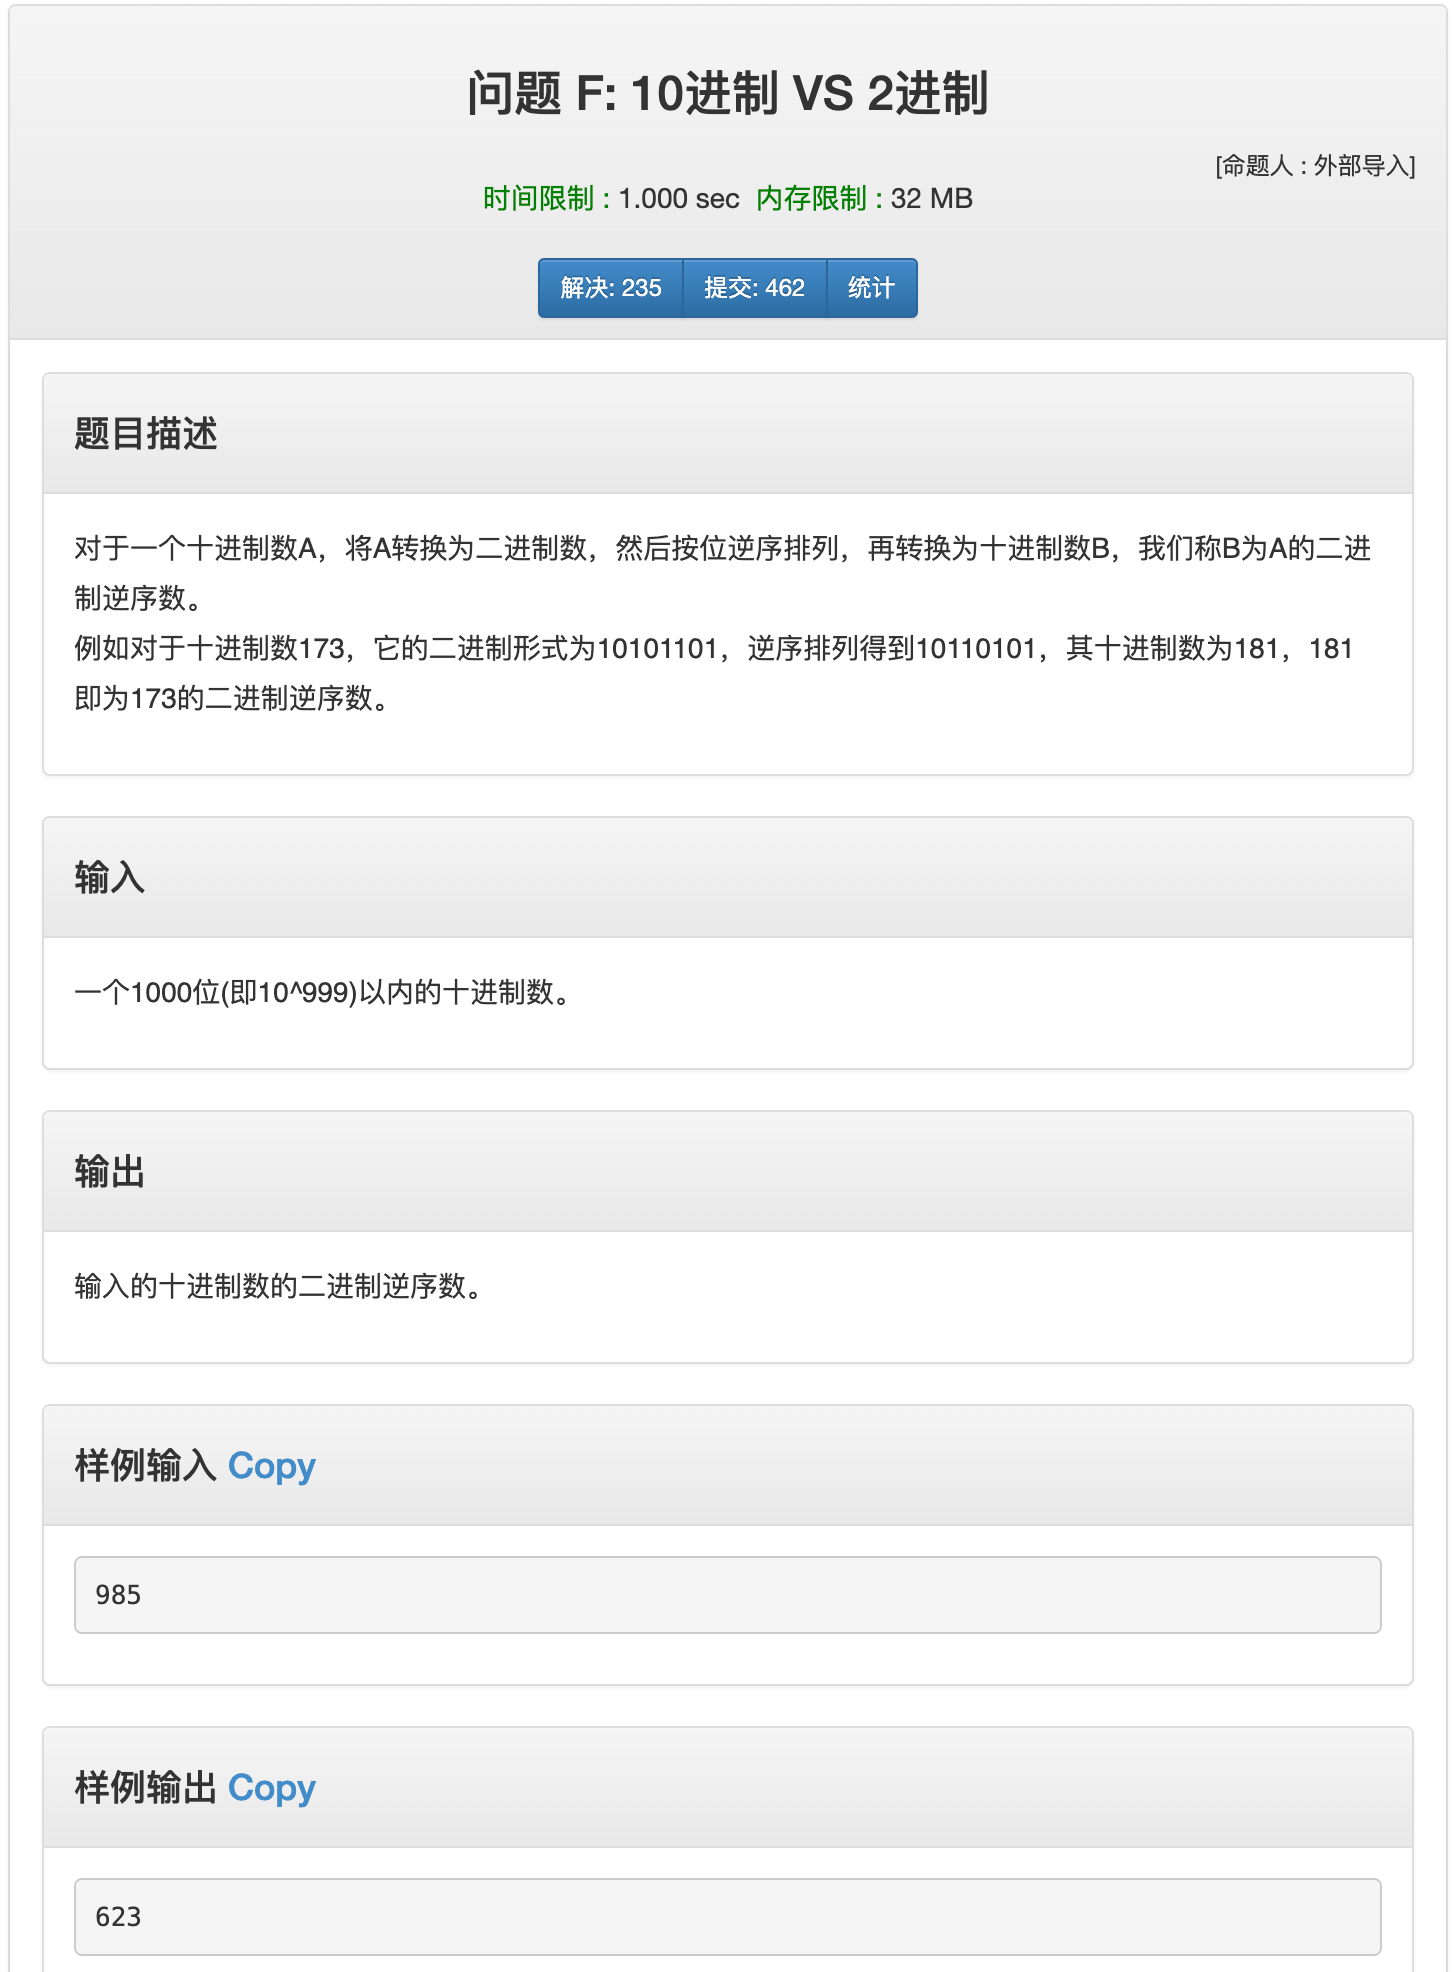 问题 F: 10进制 VS 2进制
[命题人 : 外部导入]
时间限制 : 1.000 sec 内存限制 : 32 MB
解决: 235 提交: 462 统计
题目描述
对于一个十进制数A，将A转换为二进制数，然后按位逆序排列，再转换为十进制数B，我们称B为A的二进
制逆序数。
例如对于十进制数173，它的二进制形式为10101101，逆序排列得到10110101，其十进制数为181，181
即为173的二进制逆序数。
输入
一个1000位(即10^999)以内的十进制数。
输出
输入的十进制数的二进制逆序数。
样例输入 Copy
985
样例输出 Copy
623